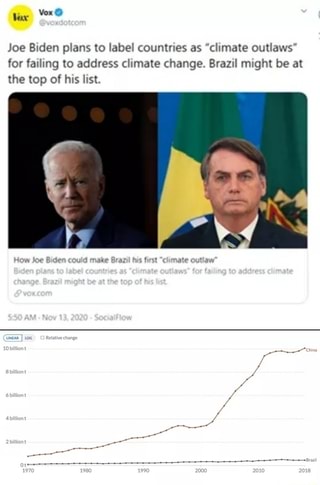 Vox
Vox
@voxdotcom
Joe Biden plans to label countries as "climate outlaws"
for failing to address climate change. Brazil might be at
the top of his list.
How Joe Biden could make Brazil his first "climate outlaw"
Biden plans to label countries as "climate outlaws" for failing to address climate
change. Brazil might be at the top of his list.
vox.com
5:50 AM · Nov 13, 2020 · SocialFlow
LINEAR LOG Relative change
10 billion t
China
8 billion t
6 billion t
4 billion t
2 billion t
0 t
Brazil
1970 1980 1990 2000 2010 2018